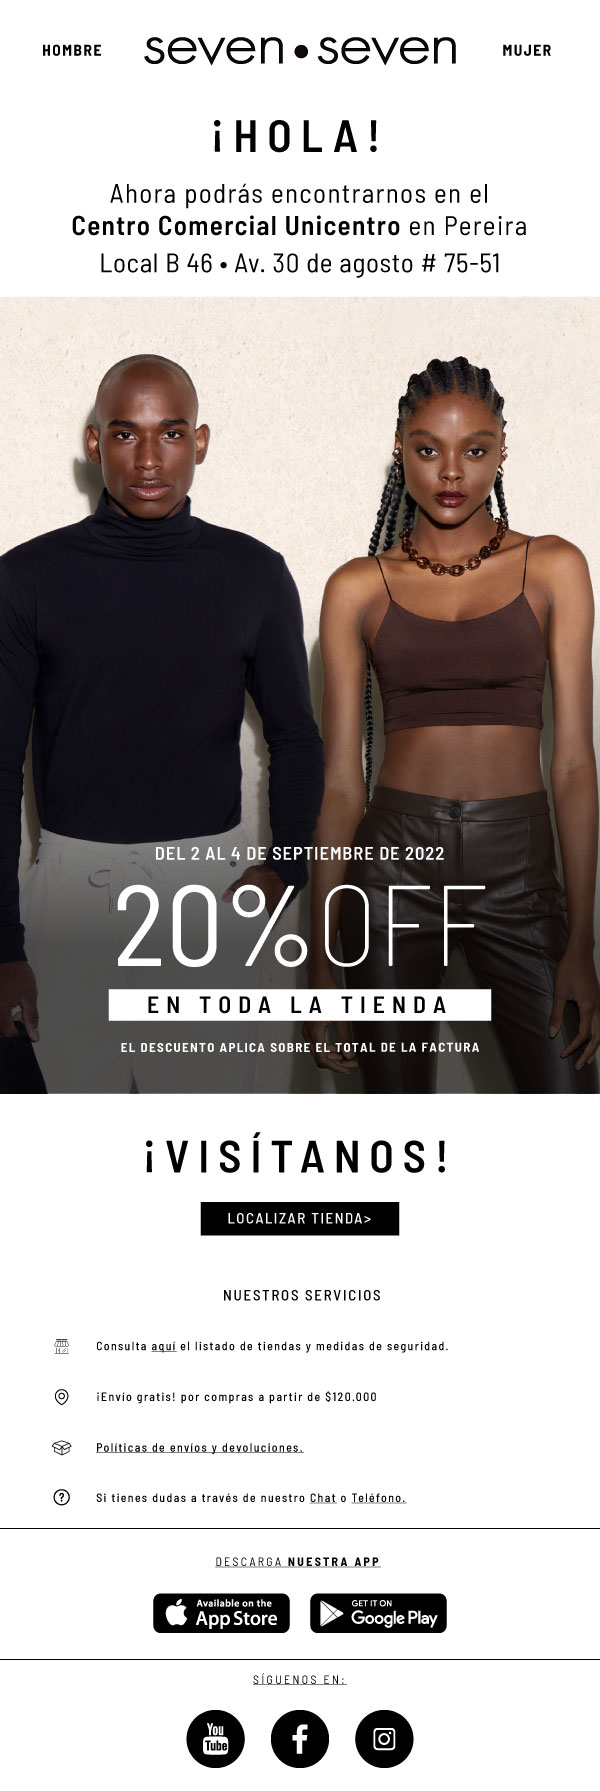 HOMBRE
seven•seven
MUJER
¡HOLA!
Ahora podrás encontrarnos en el
Centro Comercial Unicentro en Pereira
Local B 46 • Av. 30 de agosto # 75-51
DEL 2 AL 4 DE SEPTIEMBRE DE 2022
20%OFF
EN TODA LA TIENDA
EL DESCUENTO APLICA SOBRE EL TOTAL DE LA FACTURA
¡VISÍTANOS!
LOCALIZAR TIENDA>
NUESTROS SERVICIOS
Consulta aquí el listado de tiendas y medidas de seguridad.
¡Envío gratis! por compras a partir de $120.000
Políticas de envíos y devoluciones.
Si tienes dudas a través de nuestro Chat o Teléfono.
DESCARGA NUESTRA APP
Available on the
App Store
GET IT ON
Google Play
SÍGUENOS EN:
You
Tube